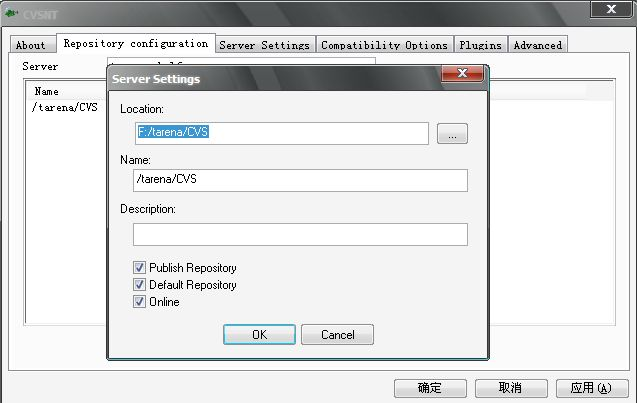 CVSNT
About Repository configuration Server Settings Compatibility Options Plugins Advanced
Server
Name
/tarena/CVS
Server Settings
Location:
F:/tarena/CVS
...
Name:
/tarena/CVS
Description:
Publish Repository
Default Repository
Online
OK Cancel
确定 取消 应用(A)